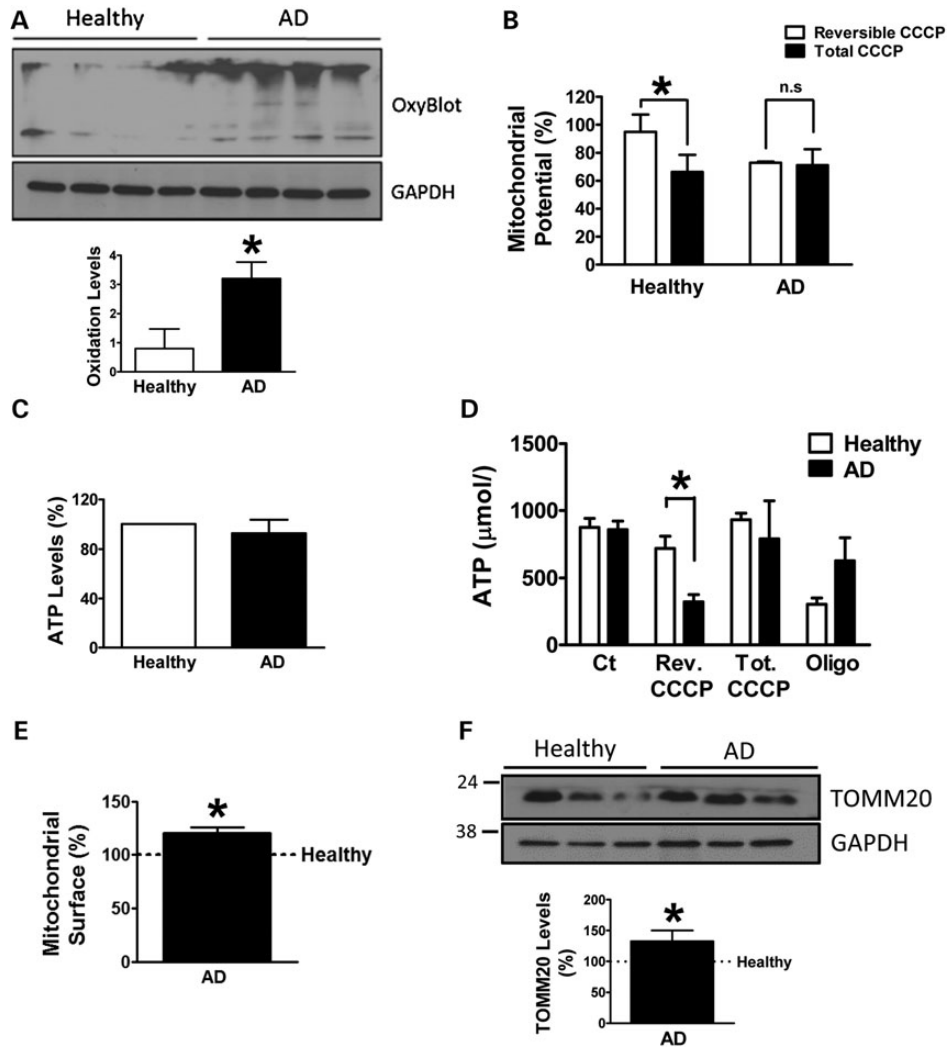 A
Healthy AD
OxyBlot
GAPDH
*
Oxidation Levels
4
3
2
1
0
Healthy AD
B
Reversible CCCP
Total CCCP
* n.s
Mitochondrial
Potential (%)
120
100
80
60
40
20
0
Healthy AD
C
ATP Levels (%)
120
80
40
0
Healthy AD
D
Healthy
AD
*
ATP (µmol/)
1500
1000
500
0
Ct Rev. Tot. Oligo
CCCP CCCP
E
*
Mitochondrial
Surface (%)
150
100
50
0
Healthy
AD
F
Healthy AD
24
TOMM20
38
GAPDH
*
TOMM20 Levels
(%)
200
150
100
50
0
Healthy
AD